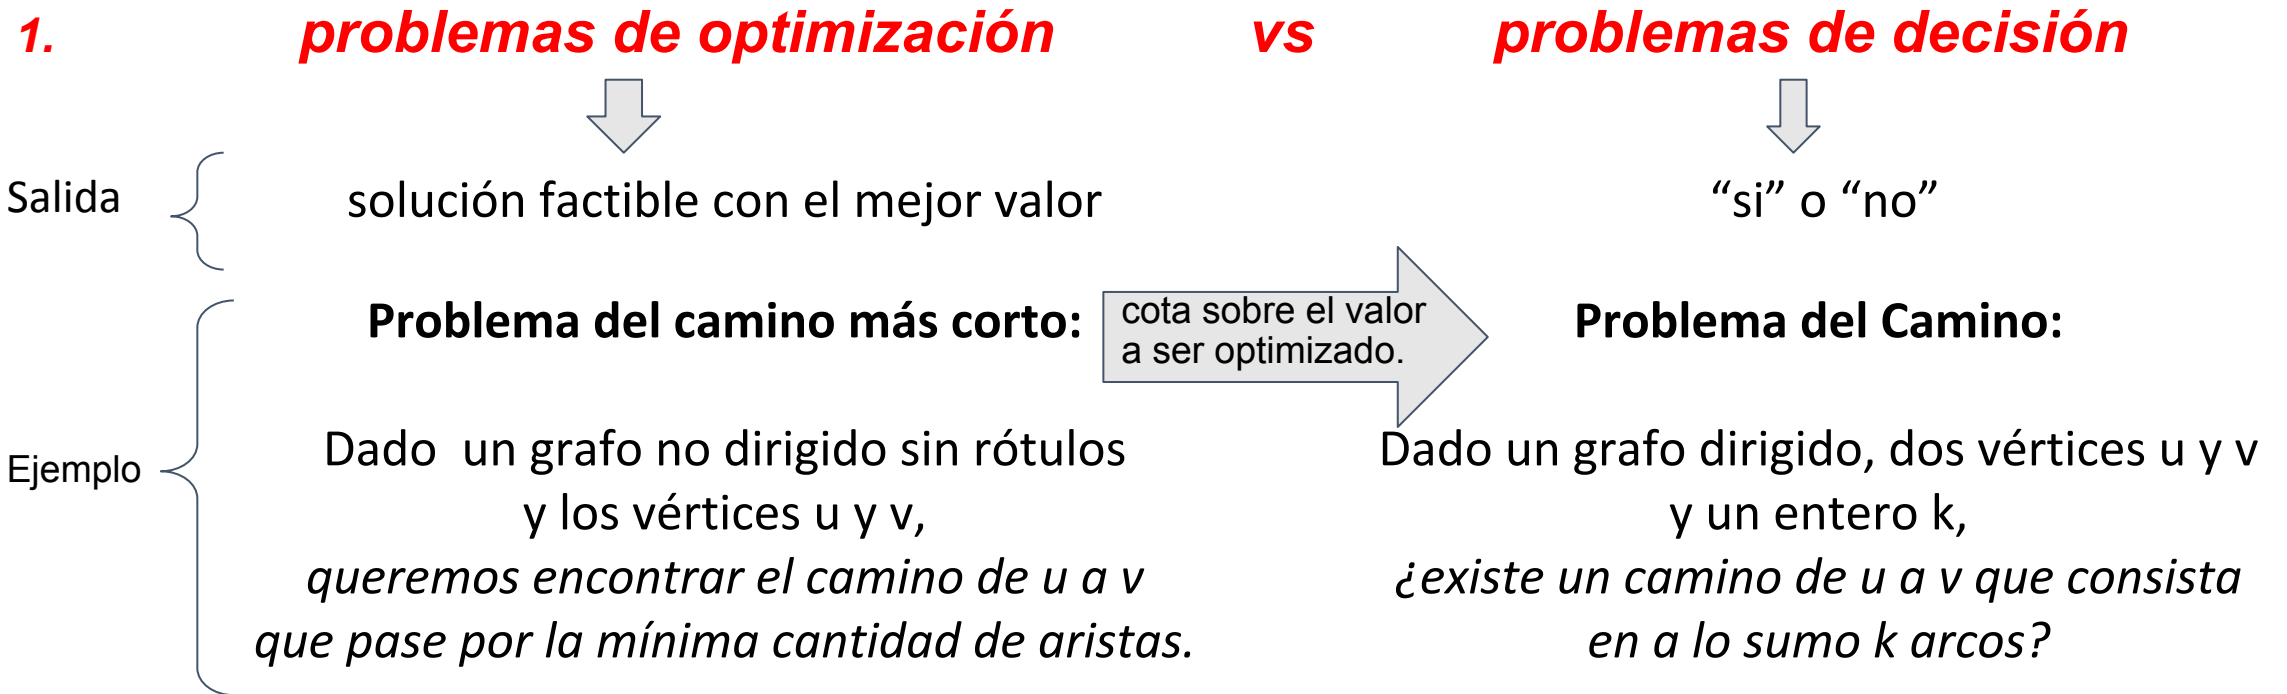 1. problemas de optimización vs problemas de decisión
Salida
solución factible con el mejor valor
“si” o “no”
Problema del camino más corto:
cota sobre el valor
a ser optimizado.
Problema del Camino:
Ejemplo
Dado un grafo no dirigido sin rótulos
y los vértices u y v,
queremos encontrar el camino de u a v
que pase por la mínima cantidad de aristas.
Dado un grafo dirigido, dos vértices u y v
y un entero k,
¿existe un camino de u a v que consista
en a lo sumo k arcos?